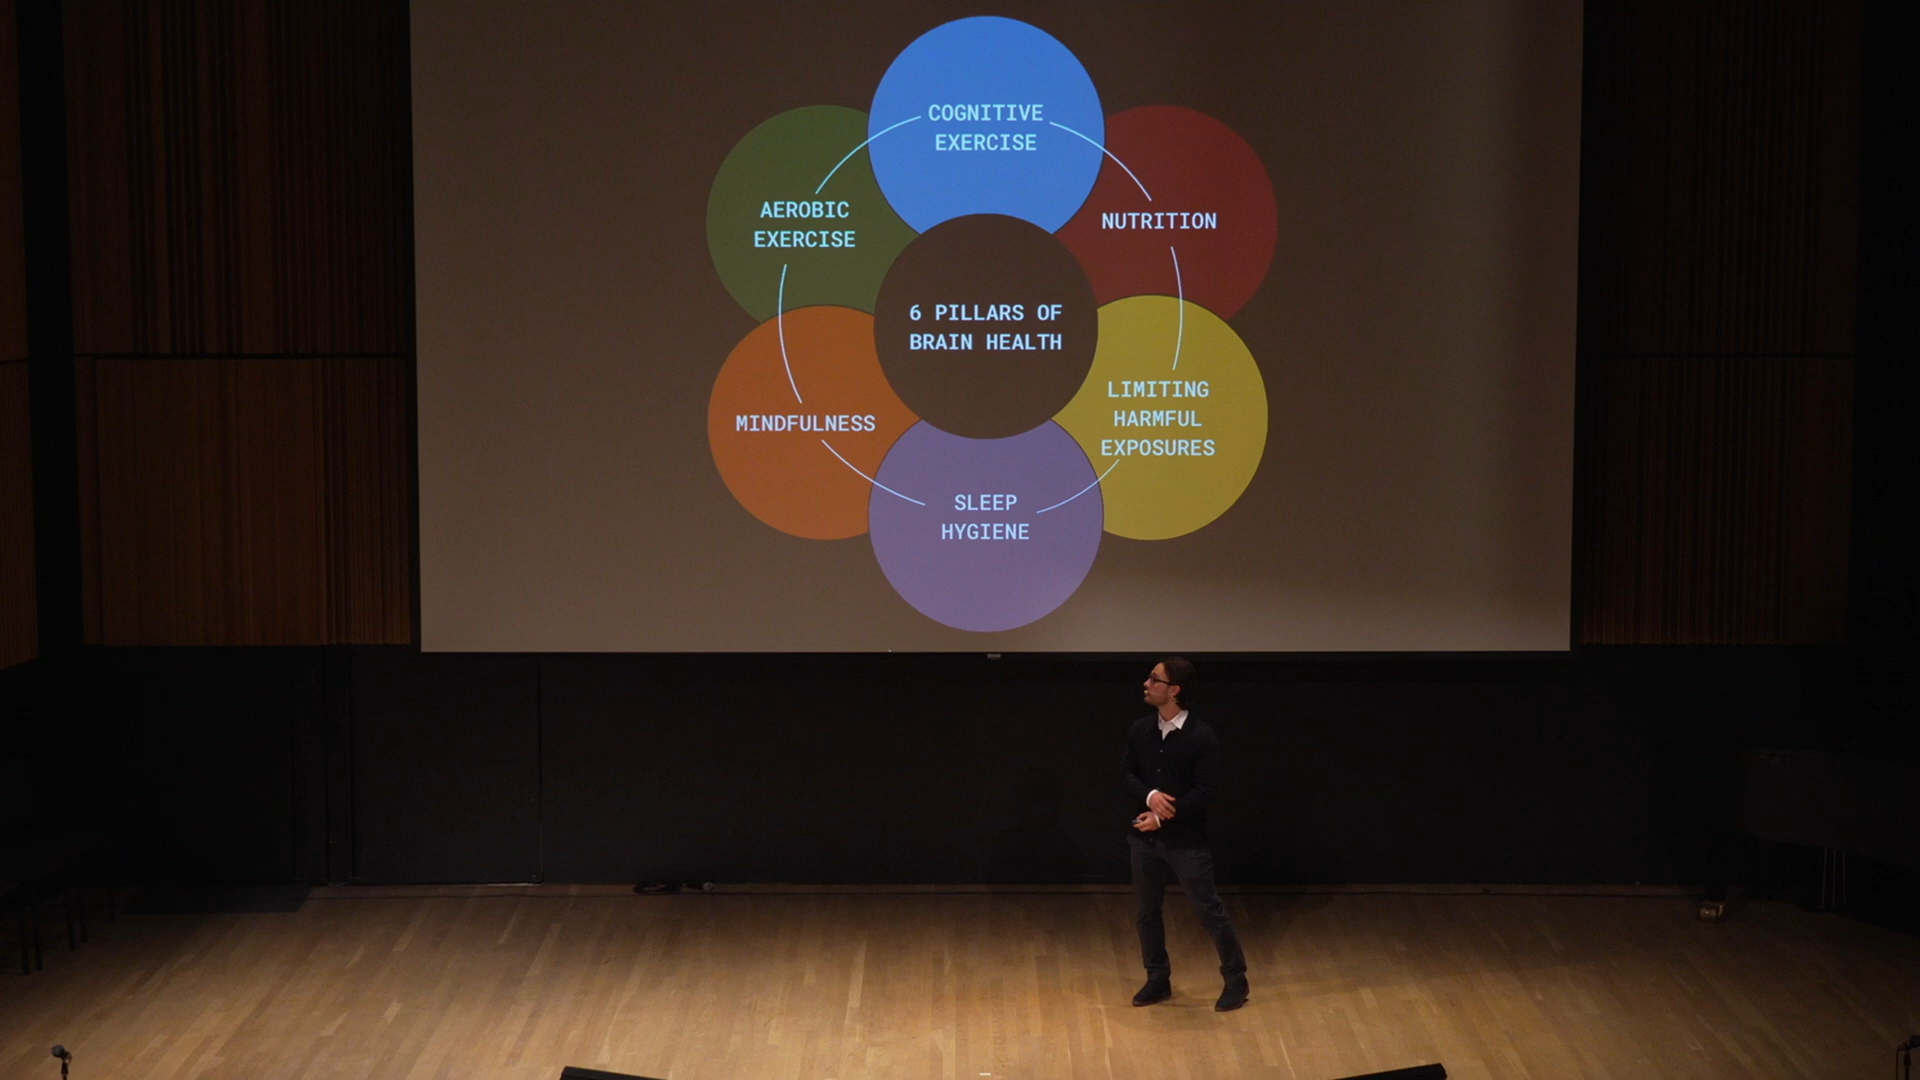 COGNITIVE
EXERCISE
AEROBIC
EXERCISE
NUTRITION
6 PILLARS OF
BRAIN HEALTH
MINDFULNESS
LIMITING
HARMFUL
EXPOSURES
SLEEP
HYGIENE